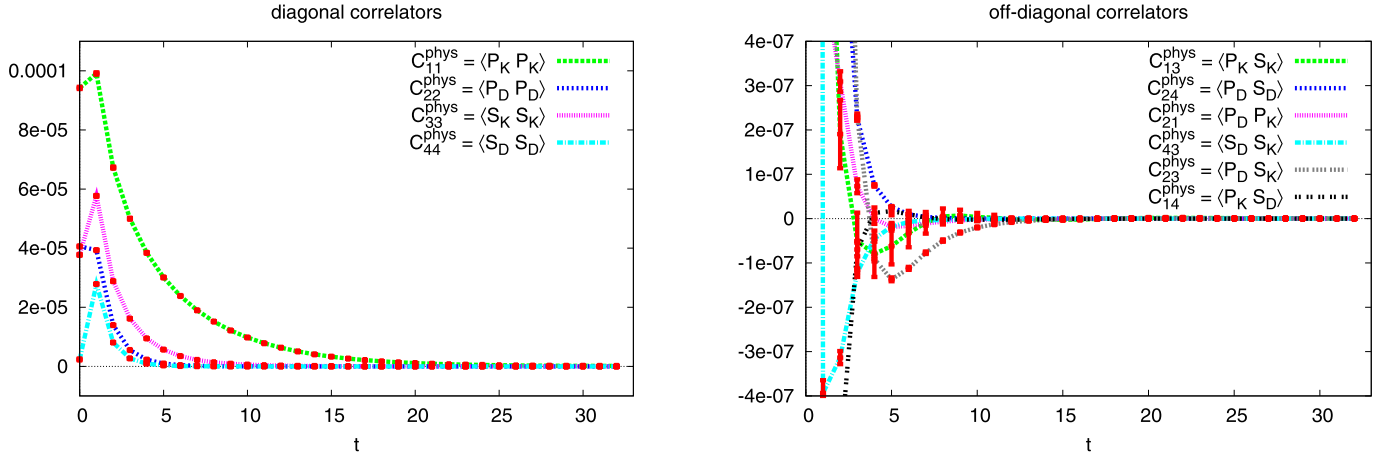 diagonal correlators
C11phys = ⟨PK PK⟩
C22phys = ⟨PD PD⟩
C33phys = ⟨SK SK⟩
C44phys = ⟨SD SD⟩
0.0001
8e-05
6e-05
4e-05
2e-05
0
0 5 10 15 20 25 30
t
off-diagonal correlators
C13phys = ⟨PK SK⟩
C24phys = ⟨PD SD⟩
C21phys = ⟨PD PK⟩
C43phys = ⟨SD SK⟩
C23phys = ⟨PD SK⟩
C14phys = ⟨PK SD⟩
4e-07
3e-07
2e-07
1e-07
0
-1e-07
-2e-07
-3e-07
-4e-07
0 5 10 15 20 25 30
t